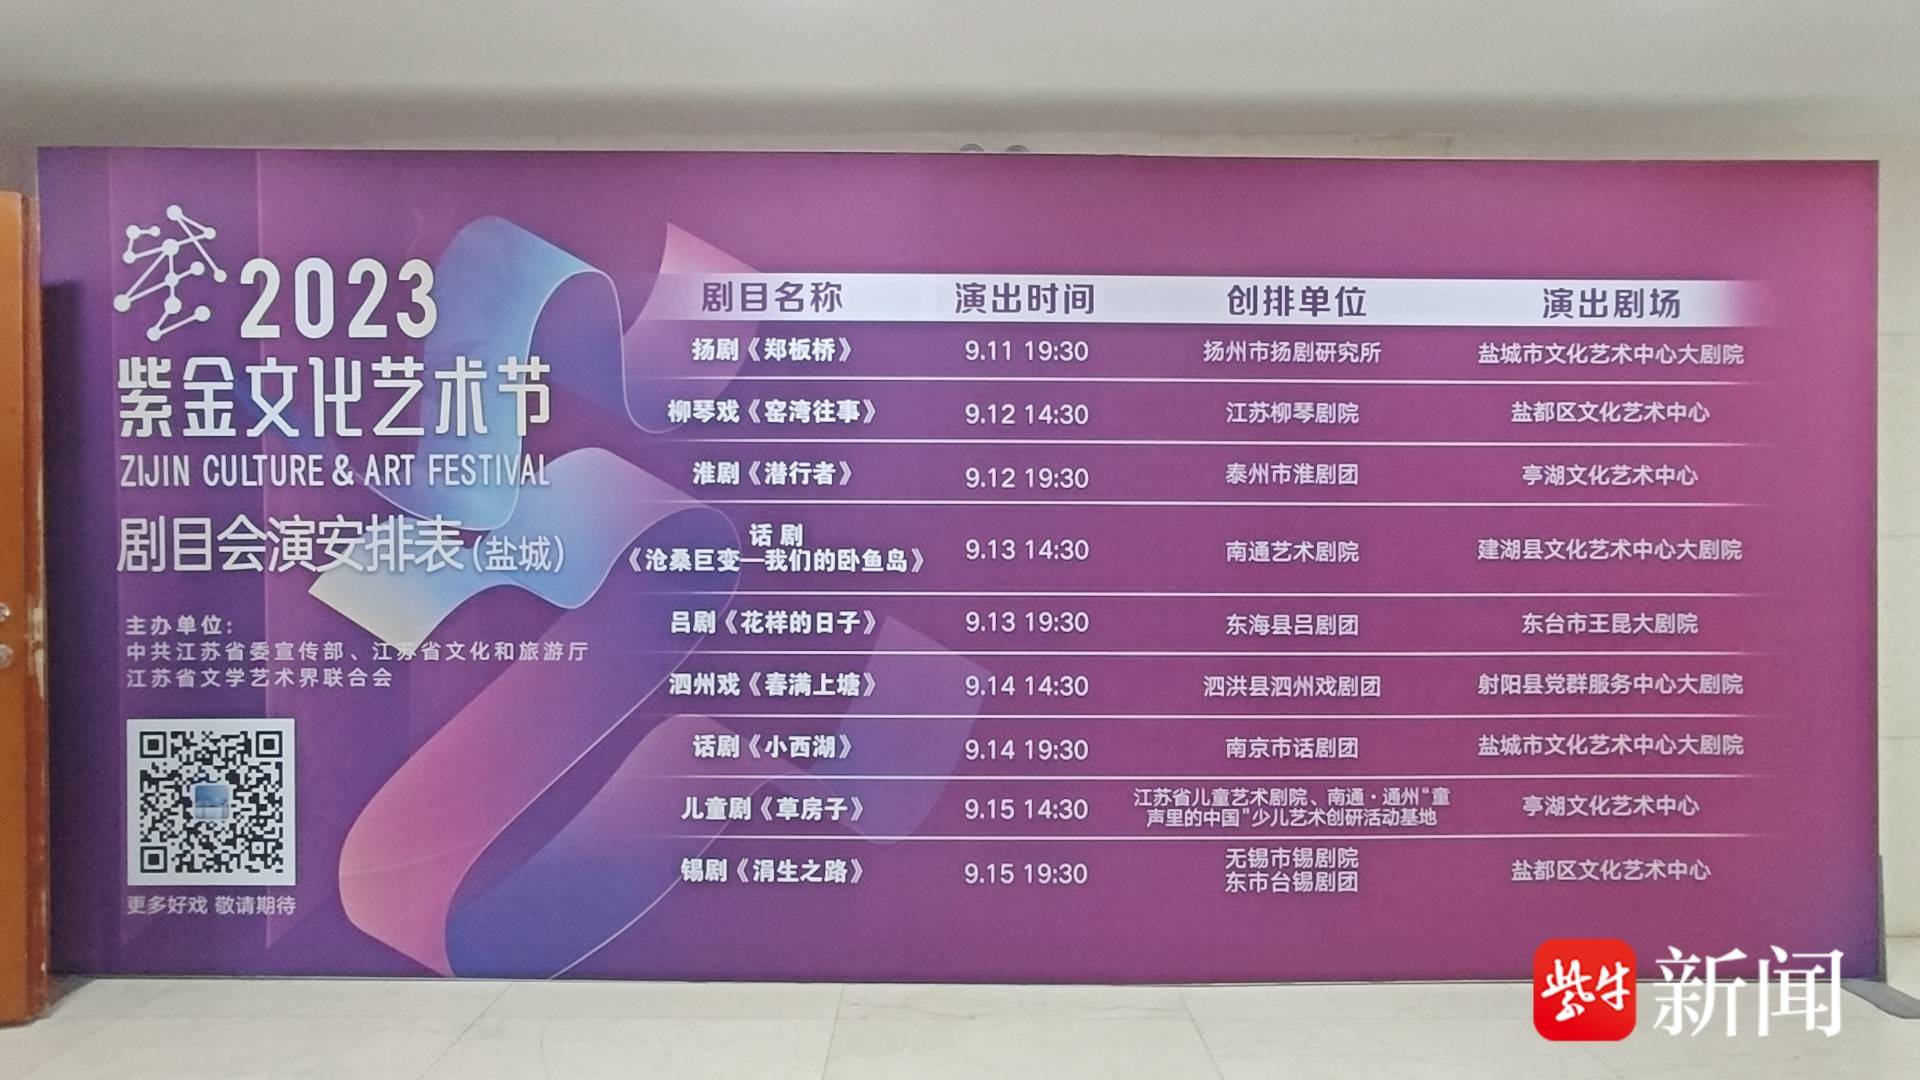 2023
紫金文化艺术节
ZIJIN CULTURE & ART FESTIVAL
剧目会演安排表(盐城)
主办单位:
中共江苏省委宣传部、江苏省文化和旅游厅
江苏省文学艺术界联合会
更多好戏 敬请期待
剧目名称 演出时间 创排单位 演出剧场
扬剧《郑板桥》 9.11 19:30 扬州市扬剧研究所 盐城市文化艺术中心大剧院
柳琴戏《窑湾往事》 9.12 14:30 江苏柳琴剧院 盐都区文化艺术中心
淮剧《潜行者》 9.12 19:30 泰州市淮剧团 亭湖文化艺术中心
话 剧
《沧桑巨变—我们的卧鱼岛》 9.13 14:30 南通艺术剧院 建湖县文化艺术中心大剧院
吕剧《花样的日子》 9.13 19:30 东海县吕剧团 东台市王昆大剧院
泗州戏《春满上塘》 9.14 14:30 泗洪县泗州戏剧团 射阳县党群服务中心大剧院
话剧《小西湖》 9.14 19:30 南京市话剧团 盐城市文化艺术中心大剧院
儿童剧《草房子》 9.15 14:30 江苏省儿童艺术剧院、南通·通州“童
声里的中国”少儿艺术创研活动基地 亭湖文化艺术中心
锡剧《涓生之路》 9.15 19:30 无锡市锡剧院
东市台锡剧团 盐都区文化艺术中心
紫牛 新闻